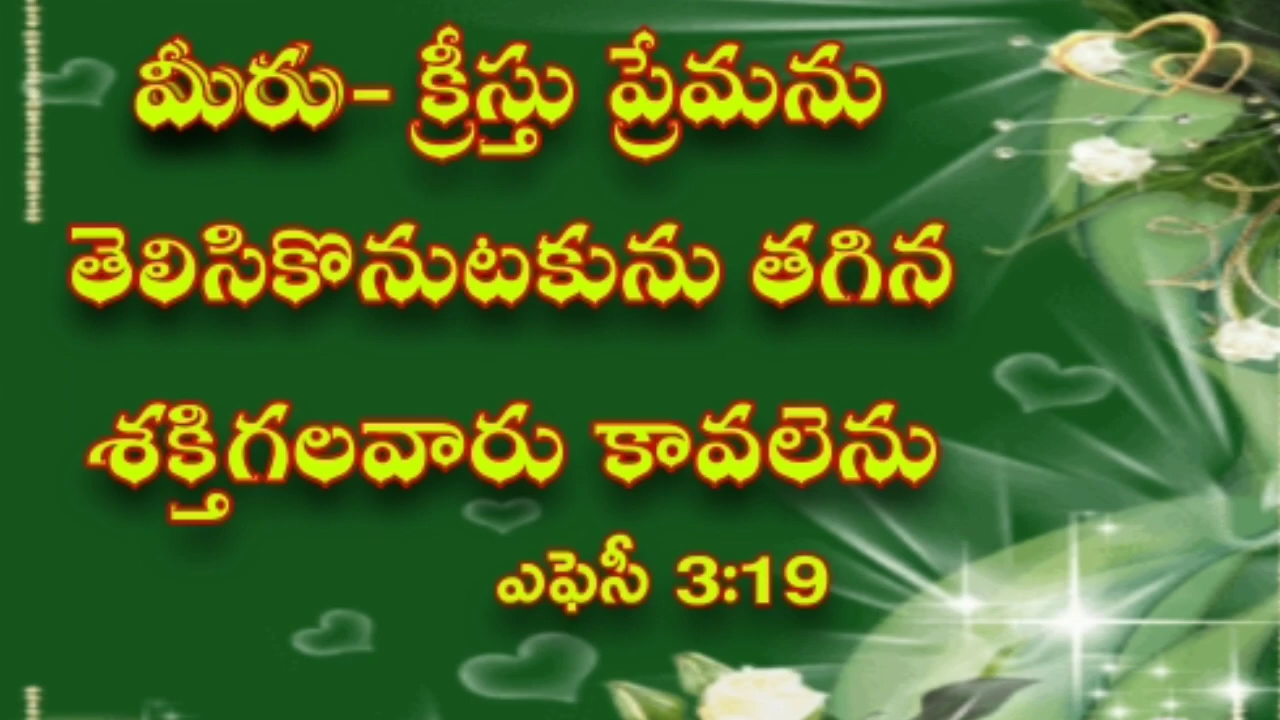 మీరు- క్రీస్తు ప్రేమను
తెలిసికొనుటకును తగిన
శక్తిగలవారు కావలెను
ఎఫెసీ 3:19